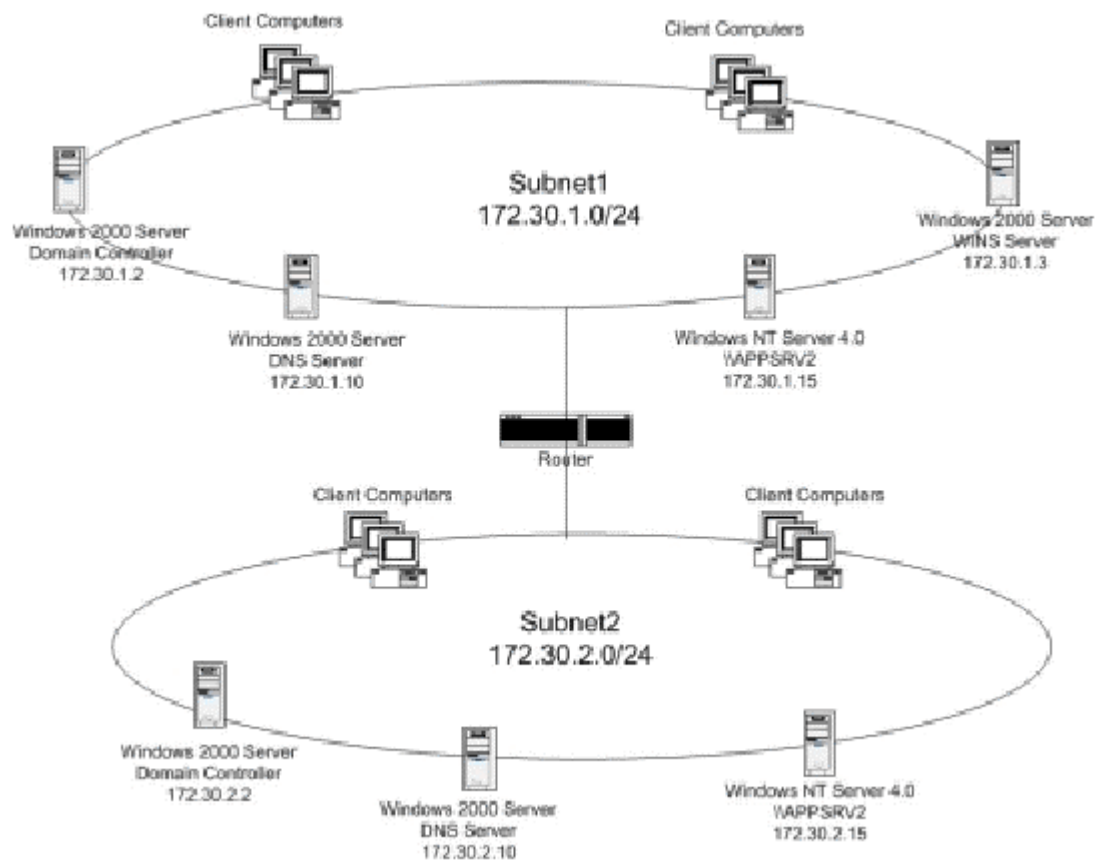 Client Computers
Client Computers
Subnet1
172.30.1.0/24
Windows 2000 Server
Domain Controller
172.30.1.2
Windows 2000 Server
WINS Server
172.30.1.3
Windows 2000 Server
DNS Server
172.30.1.10
Windows NT Server 4.0
\\APPSRV2
172.30.1.15
Router
Client Computers
Client Computers
Subnet2
172.30.2.0/24
Windows 2000 Server
Domain Controller
172.30.2.2
Windows 2000 Server
DNS Server
172.30.2.10
Windows NT Server 4.0
\\APPSRV2
172.30.2.15